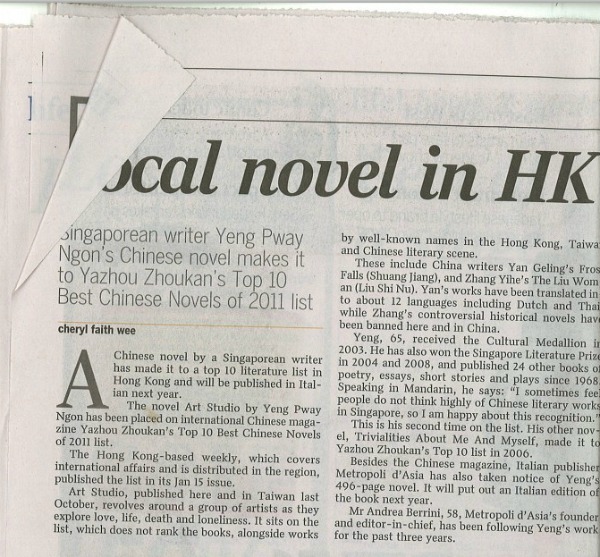 ocal novel in HK
Singaporean writer Yeng Pway
Ngon's Chinese novel makes it
to Yazhou Zhoukan's Top 10
Best Chinese Novels of 2011 list
cheryl faith wee
A Chinese novel by a Singaporean writer
has made it to a top 10 literature list in
Hong Kong and will be published in Ital-
ian next year.
The novel Art Studio by Yeng Pway
Ngon has been placed on international Chinese maga-
zine Yazhou Zhoukan's Top 10 Best Chinese Novels
of 2011 list.
The Hong Kong-based weekly, which covers
international affairs and is distributed in the region,
published the list in its Jan 15 issue.
Art Studio, published here and in Taiwan last
October, revolves around a group of artists as they
explore love, life, death and loneliness. It sits on the
list, which does not rank the books, alongside works
by well-known names in the Hong Kong, Taiwa
and Chinese literary scene.
These include China writers Yan Geling's Fros
Falls (Shuang Jiang), and Zhang Yihe's The Liu Wom
an (Liu Shi Nu). Yan's works have been translated in
to about 12 languages including Dutch and Thai
while Zhang's controversial historical novels have
been banned here and in China.
Yeng, 65, received the Cultural Medallion i
2003. He has also won the Singapore Literature Prize
in 2004 and 2008, and published 24 other books o
poetry, essays, short stories and plays since 1968.
Speaking in Mandarin, he says: "I sometimes fee
people do not think highly of Chinese literary works
in Singapore, so I am happy about this recognition."
This is his second time on the list. His other nov-
el, Trivialities About Me And Myself, made it to
Yazhou Zhoukan's Top 10 list in 2006.
Besides the Chinese magazine, Italian publisher
Metropoli d'Asia has also taken notice of Yeng's
496-page novel. It will put out an Italian edition of
the book next year.
Mr Andrea Berrini, 58, Metropoli d'Asia's founder
and editor-in-chief, has been following Yeng's work
for the past three years.